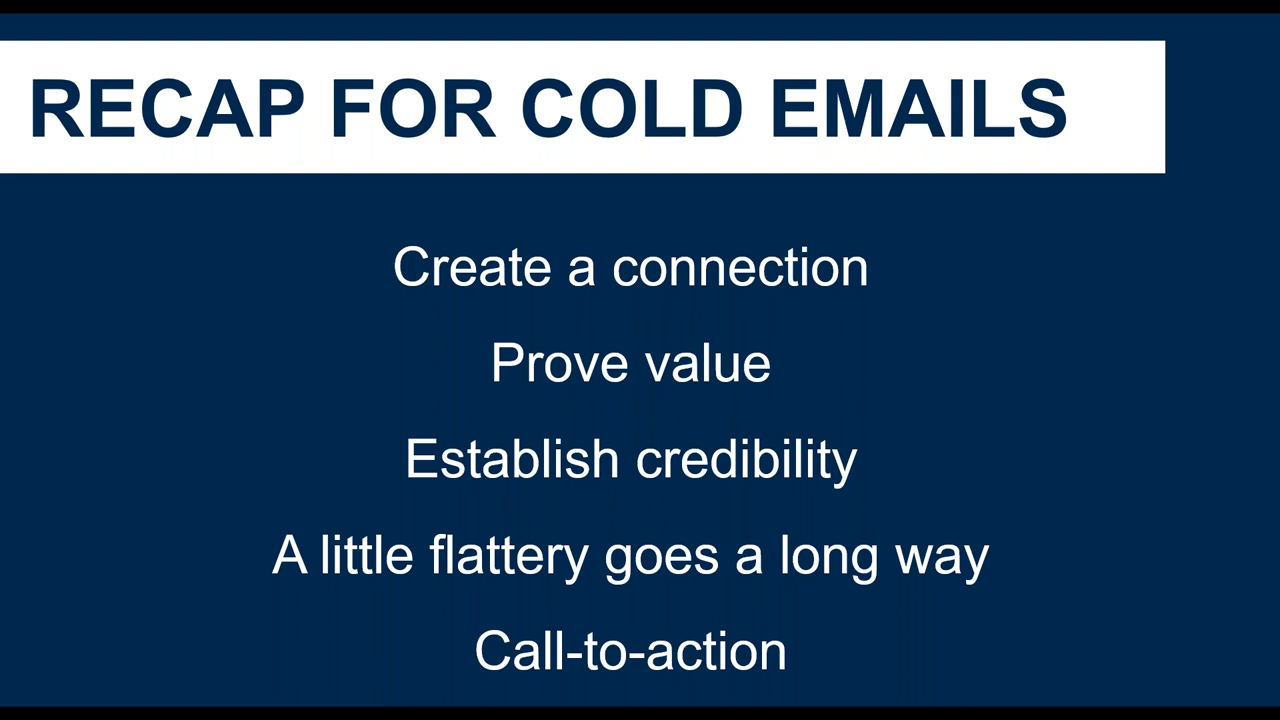 RECAP FOR COLD EMAILS
Create a connection
Prove value
Establish credibility
A little flattery goes a long way
Call-to-action